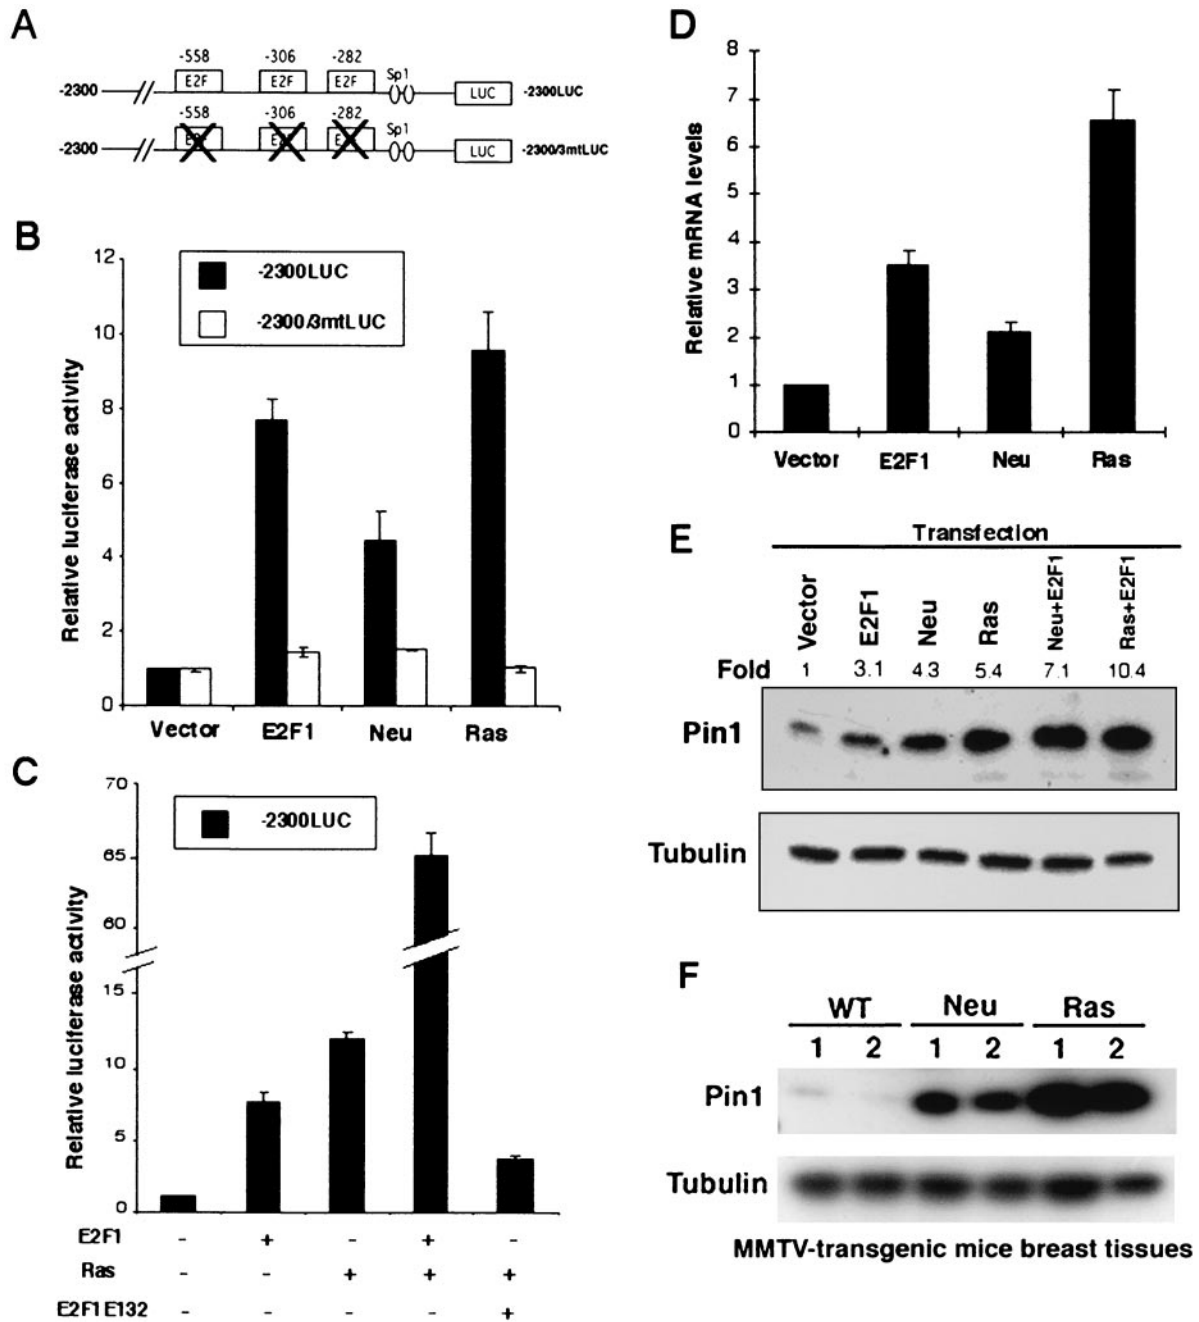 A
-558 -306 -282
-2300 E2F E2F E2F Sp1 LUC -2300LUC
-558 -306 -282
-2300 Sp1 LUC -2300/3mtLUC
B
-2300LUC
-2300/3mtLUC
Relative luciferase activity
12
10
8
6
4
2
0
Vector E2F1 Neu Ras
C
-2300LUC
Relative luciferase activity
70
65
60
15
10
5
0
E2F1 - + - + -
Ras - - + + +
E2F1 E132 - - - - +
D
Relative mRNA levels
8
7
6
5
4
3
2
1
0
Vector E2F1 Neu Ras
E
Transfection
Vector E2F1 Neu Ras Neu+E2F1 Ras+E2F1
Fold 1 3.1 4.3 5.4 7.1 10.4
Pin1
Tubulin
F
WT Neu Ras
1 2 1 2 1 2
Pin1
Tubulin
MMTV-transgenic mice breast tissues